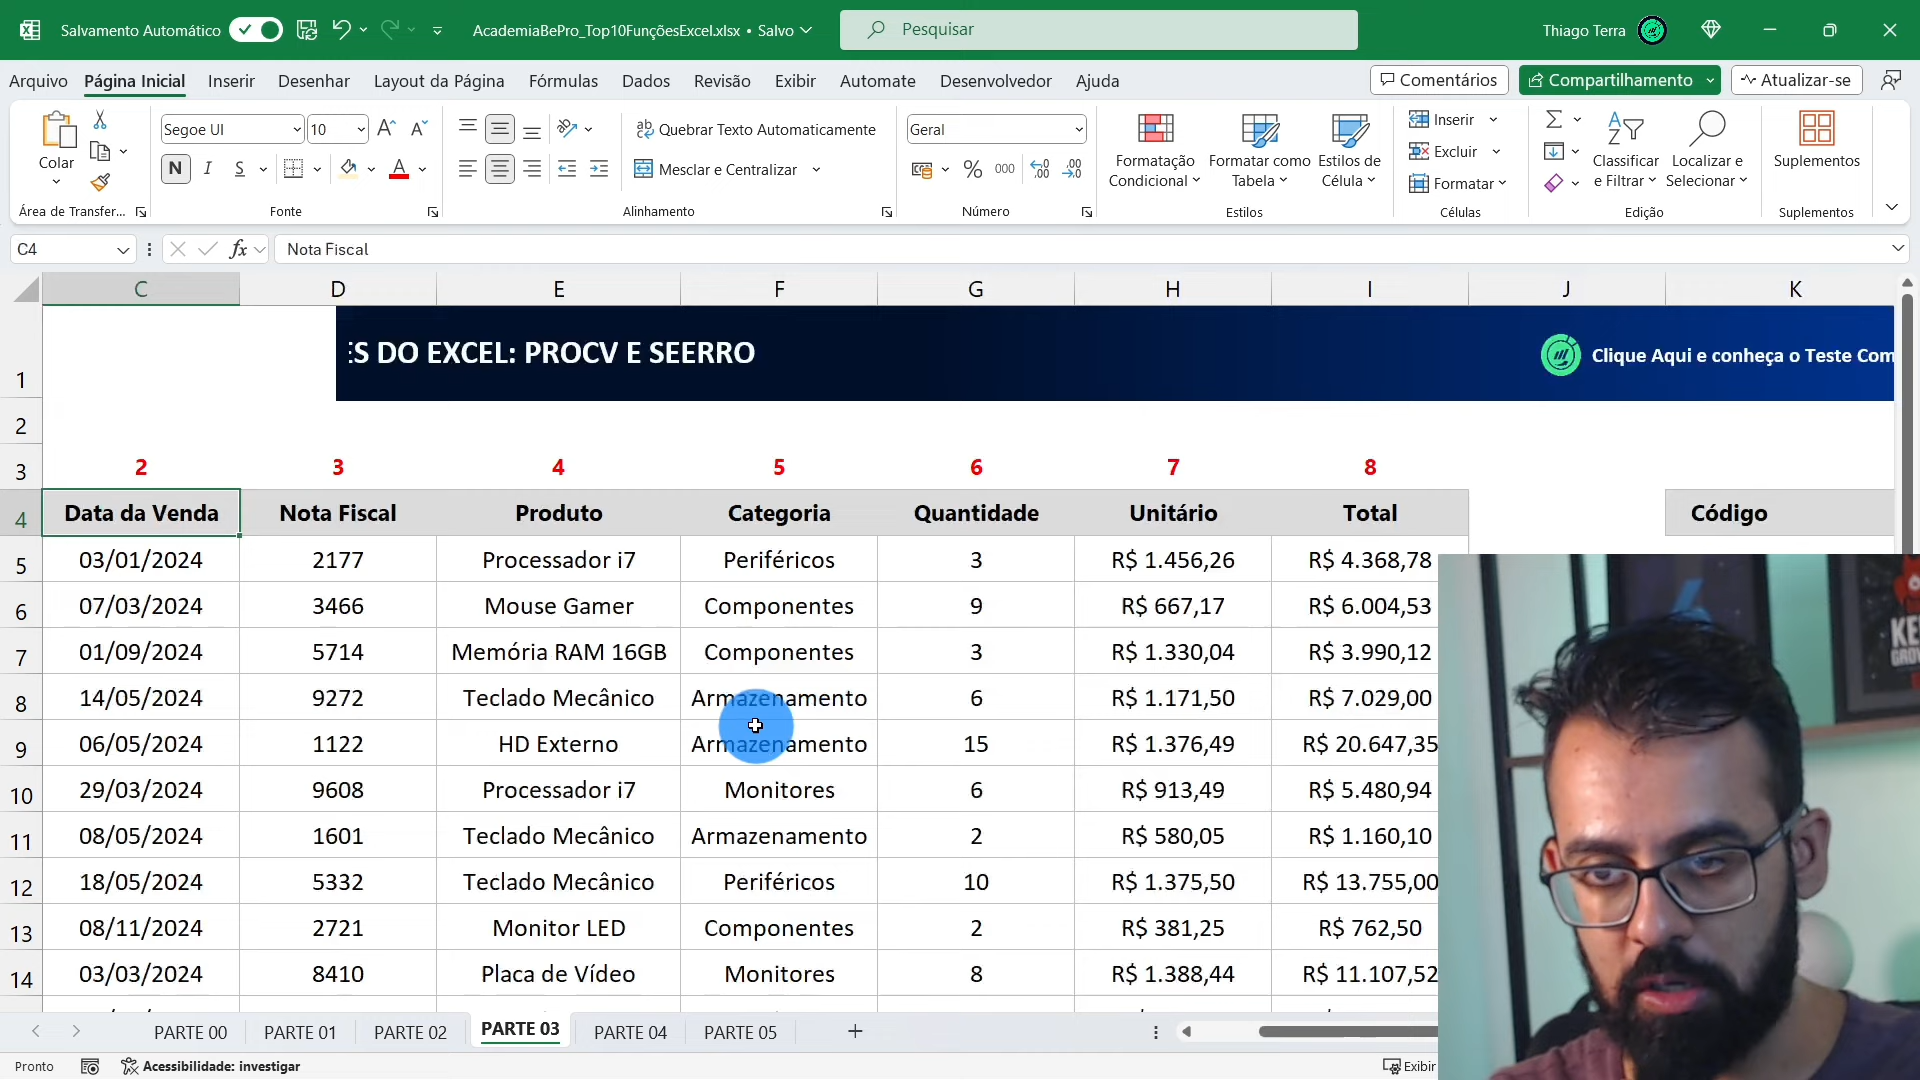 Salvamento Automático
AcademiaBePro_Top10FunçõesExcel.xlsx • Salvo
Pesquisar
Thiago Terra
Arquivo Página Inicial Inserir Desenhar Layout da Página Fórmulas Dados Revisão Exibir Automate Desenvolvedor Ajuda
Comentários Compartilhamento Atualizar-se
Colar
Área de Transfer...
Segoe UI 10
N I S A
Fonte
Quebrar Texto Automaticamente
Mesclar e Centralizar
Alinhamento
Geral
% 000
Número
Formatação Condicional
Formatar como Tabela
Estilos de Célula
Estilos
Inserir
Excluir
Formatar
Células
Classificar e Filtrar
Localizar e Selecionar
Edição
Suplementos
Suplementos
C4 fx Nota Fiscal
C D E F G H I J K
1 ES DO EXCEL: PROCV E SEERRO Clique Aqui e conheça o Teste Com
2
3 2 3 4 5 6 7 8
4 Data da Venda Nota Fiscal Produto Categoria Quantidade Unitário Total Código
5 03/01/2024 2177 Processador i7 Periféricos 3 R$ 1.456,26 R$ 4.368,78
6 07/03/2024 3466 Mouse Gamer Componentes 9 R$ 667,17 R$ 6.004,53
7 01/09/2024 5714 Memória RAM 16GB Componentes 3 R$ 1.330,04 R$ 3.990,12
8 14/05/2024 9272 Teclado Mecânico Armazenamento 6 R$ 1.171,50 R$ 7.029,00
9 06/05/2024 1122 HD Externo Armazenamento 15 R$ 1.376,49 R$ 20.647,35
10 29/03/2024 9608 Processador i7 Monitores 6 R$ 913,49 R$ 5.480,94
11 08/05/2024 1601 Teclado Mecânico Armazenamento 2 R$ 580,05 R$ 1.160,10
12 18/05/2024 5332 Teclado Mecânico Periféricos 10 R$ 1.375,50 R$ 13.755,00
13 08/11/2024 2721 Monitor LED Componentes 2 R$ 381,25 R$ 762,50
14 03/03/2024 8410 Placa de Vídeo Monitores 8 R$ 1.388,44 R$ 11.107,52
PARTE 00 PARTE 01 PARTE 02 PARTE 03 PARTE 04 PARTE 05
Pronto Acessibilidade: investigar Exibir